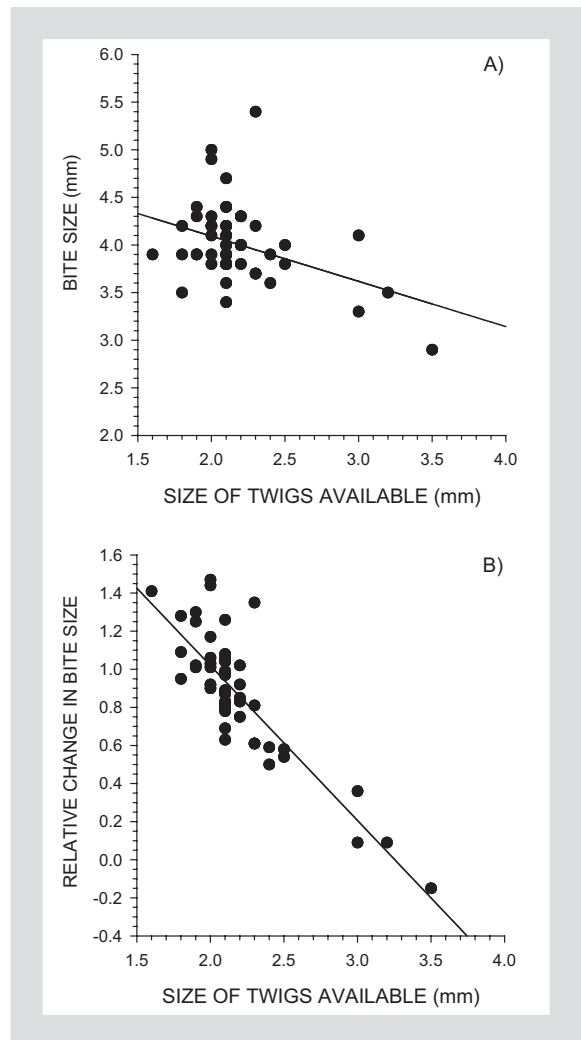 A)
6.0
5.5
5.0
4.5
4.0
3.5
3.0
2.5
2.0
BITE SIZE (mm)
1.5 2.0 2.5 3.0 3.5 4.0
SIZE OF TWIGS AVAILABLE (mm)
B)
1.6
1.4
1.2
1.0
0.8
0.6
0.4
0.2
0.0
-0.2
-0.4
RELATIVE CHANGE IN BITE SIZE
1.5 2.0 2.5 3.0 3.5 4.0
SIZE OF TWIGS AVAILABLE (mm)